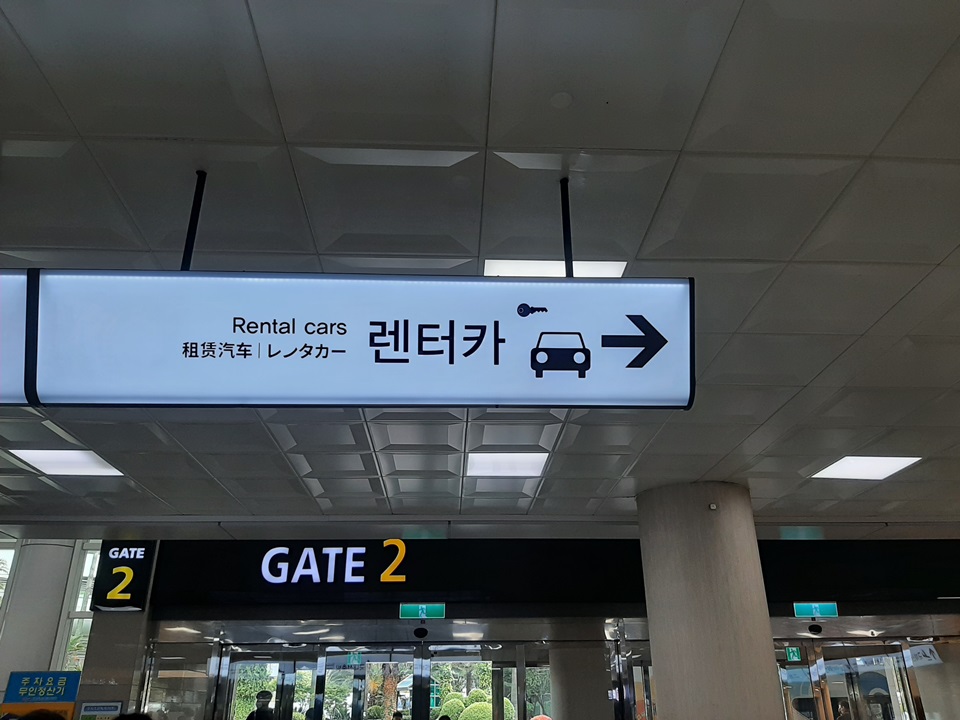 Rental cars
租赁汽车 | レンタカー
렌터카
GATE 2
GATE
2
주차요금
무인정산기